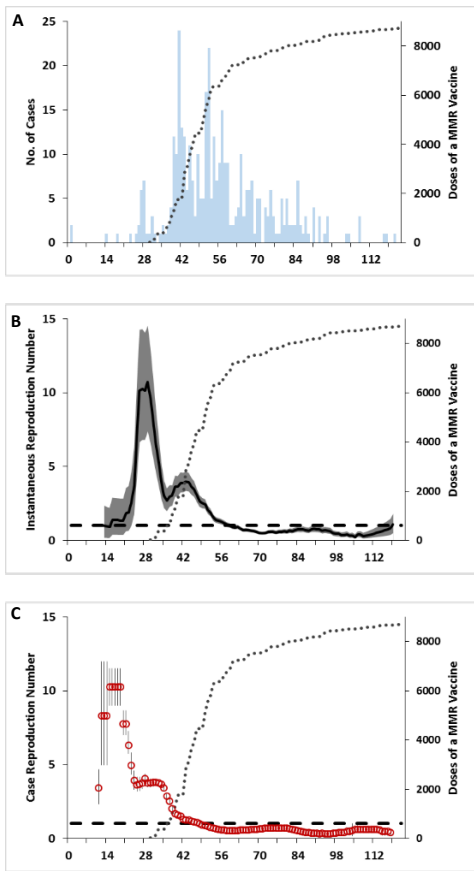 A
No. of Cases
25
20
15
10
5
0
8000
6000
4000
2000
0
Doses of a MMR Vaccine
0 14 28 42 56 70 84 98 112
B
Instantaneous Reproduction Number
15
10
5
0
8000
6000
4000
2000
0
Doses of a MMR Vaccine
0 14 28 42 56 70 84 98 112
C
Case Reproduction Number
15
10
5
0
8000
6000
4000
2000
0
Doses of a MMR Vaccine
0 14 28 42 56 70 84 98 112